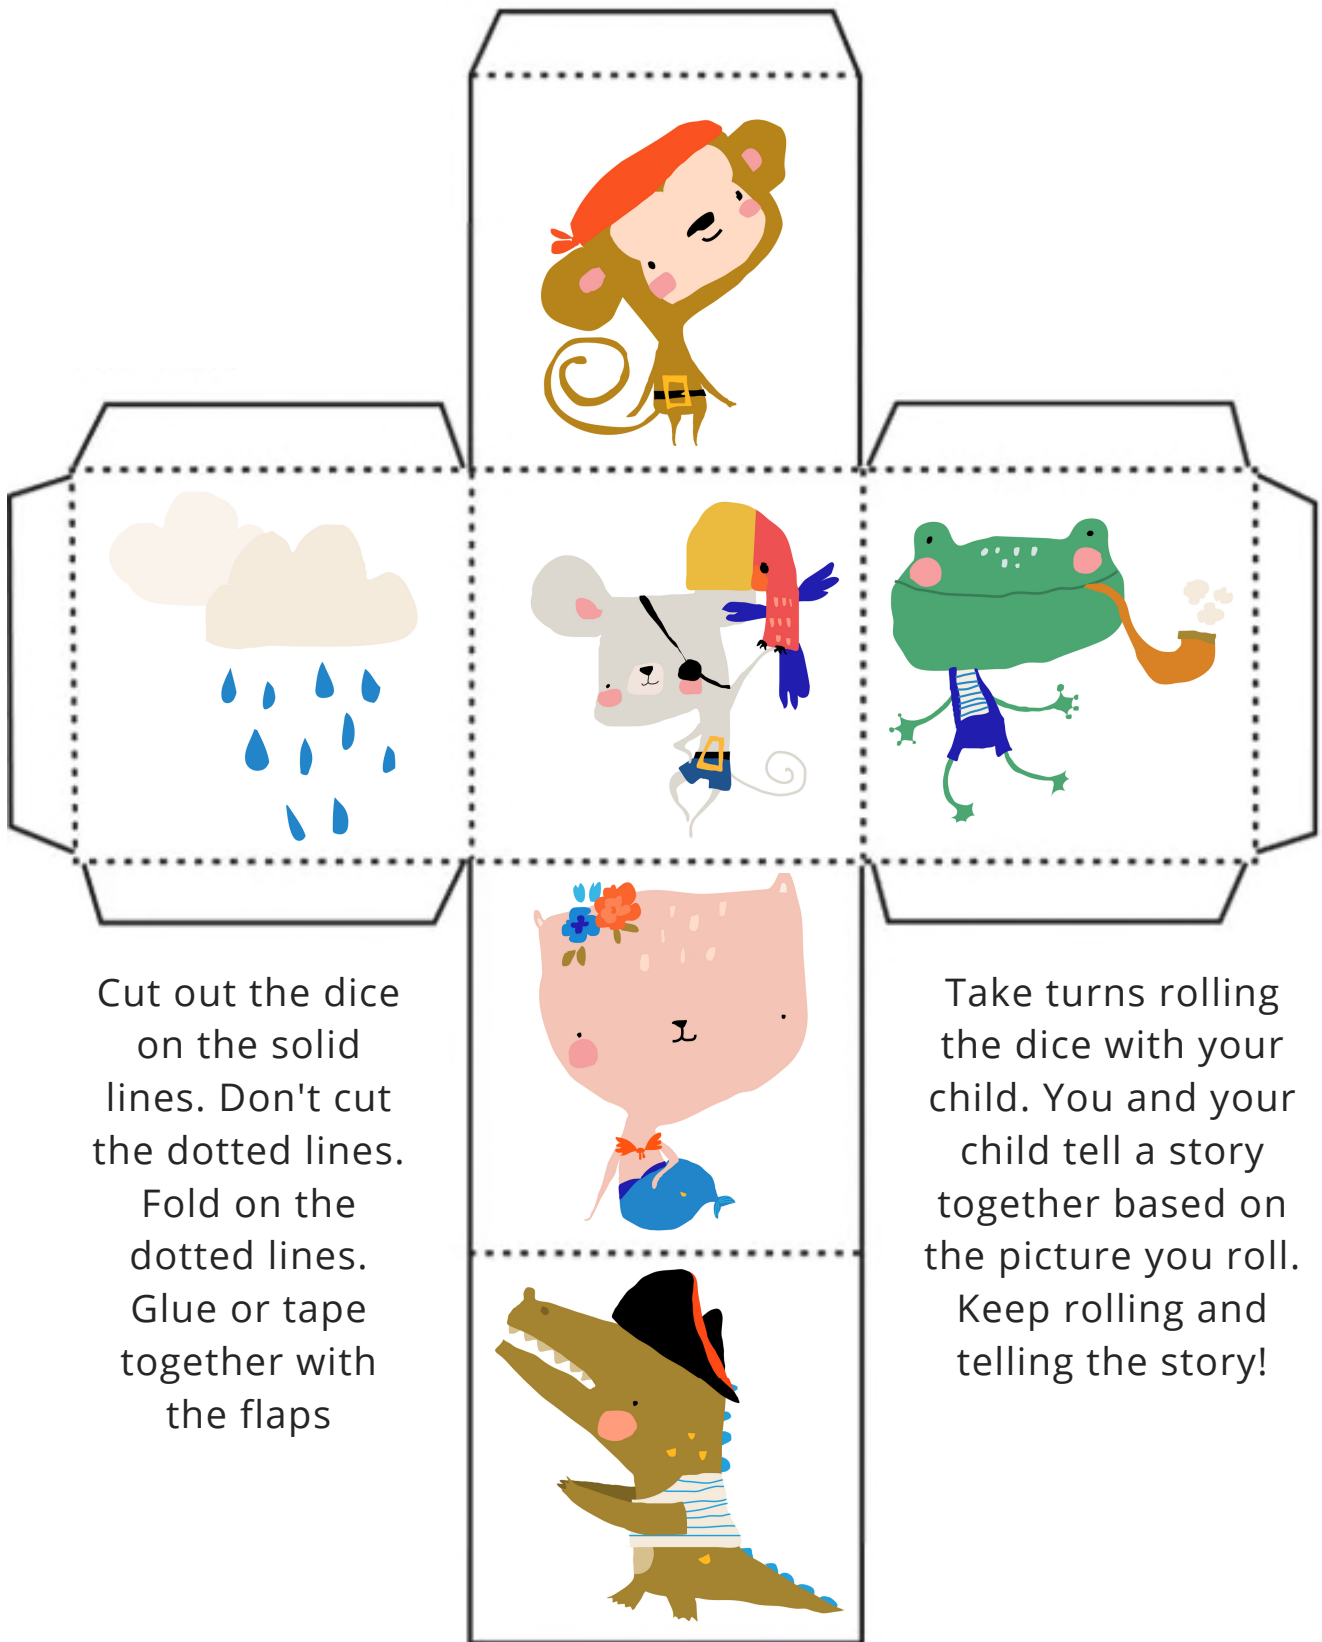 Cut out the dice
on the solid
lines. Don't cut
the dotted lines.
Fold on the
dotted lines.
Glue or tape
together with
the flaps
Take turns rolling
the dice with your
child. You and your
child tell a story
together based on
the picture you roll.
Keep rolling and
telling the story!